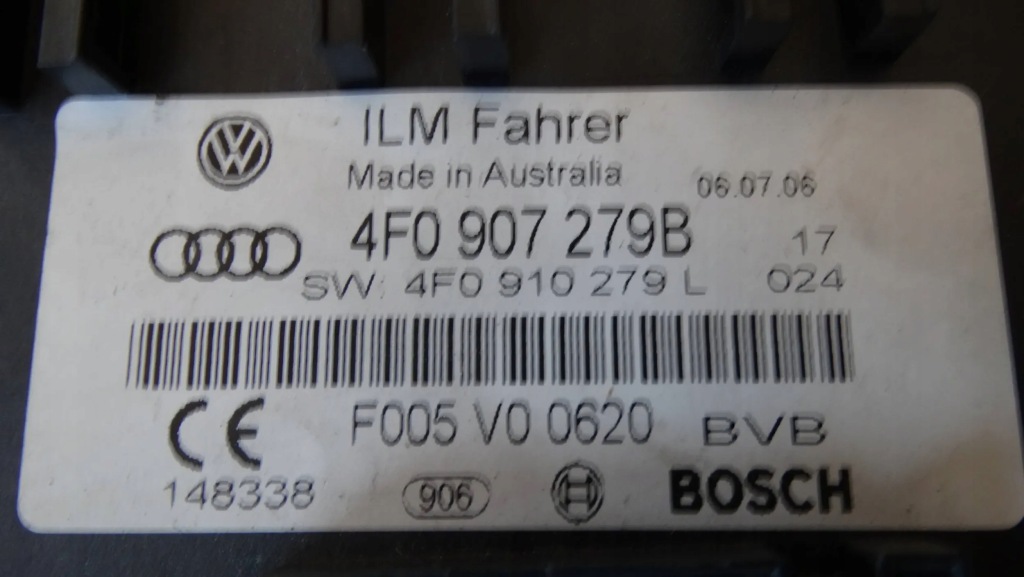 ILM Fahrer
Made in Australia 06.07.06
4F0 907 279B 17
SW: 4F0 910 279 L 024
F005 V0 0620 BVB
148338 906 BOSCH